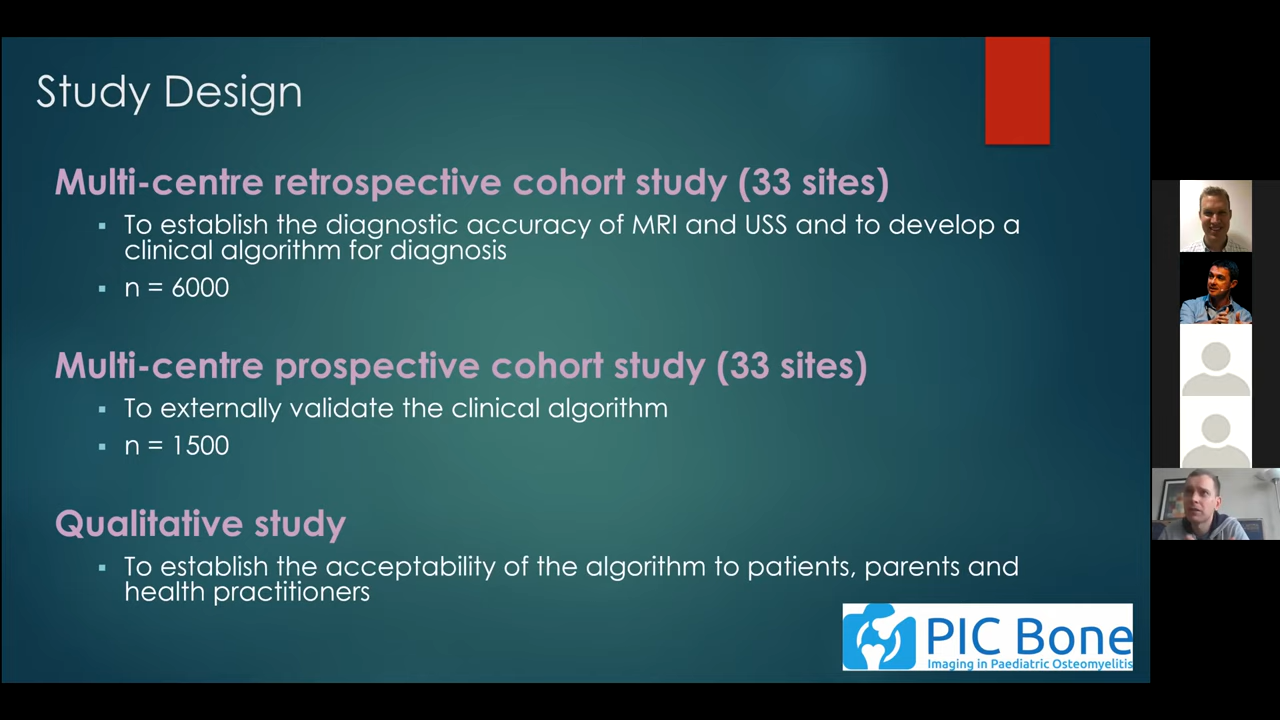 Study Design
Multi-centre retrospective cohort study (33 sites)
To establish the diagnostic accuracy of MRI and USS and to develop a
clinical algorithm for diagnosis
n = 6000
Multi-centre prospective cohort study (33 sites)
To externally validate the clinical algorithm
n = 1500
Qualitative study
To establish the acceptability of the algorithm to patients, parents and
health practitioners
PIC Bone
Imaging in Paediatric Osteomyelitis